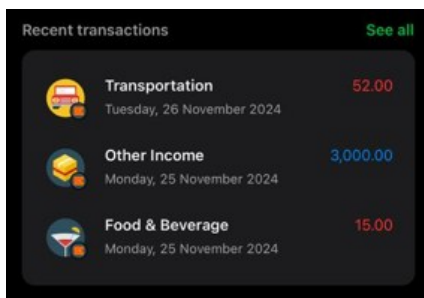 Recent transactions See all
Transportation 52.00
Tuesday, 26 November 2024
Other Income 3,000.00
Monday, 25 November 2024
Food & Beverage 15.00
Monday, 25 November 2024